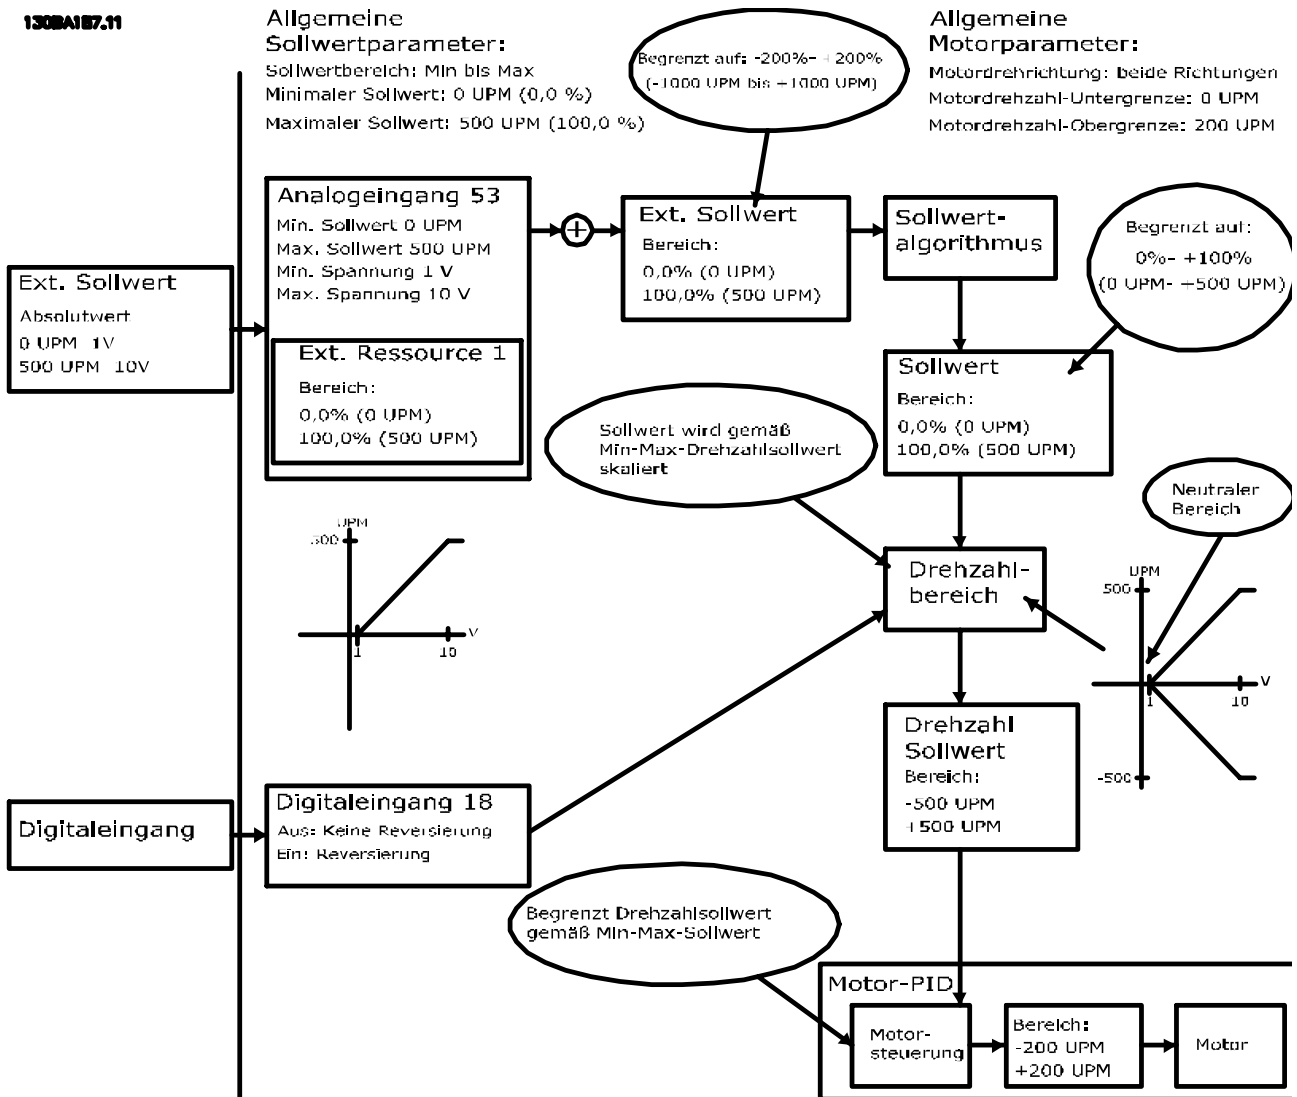 130BA187.11
Allgemeine
Sollwertparameter:
Sollwertbereich: Min bis Max
Minimaler Sollwert: 0 UPM (0,0 %)
Maximaler Sollwert: 500 UPM (100,0 %)
Begrenzt auf: -200%- +200%
(-1000 UPM bis +1000 UPM)
Allgemeine
Motorparameter:
Motordrehrichtung: beide Richtungen
Motordrehzahl-Untergrenze: 0 UPM
Motordrehzahl-Obergrenze: 200 UPM
Ext. Sollwert
Absolutwert
0 UPM 1V
500 UPM 10V
Analogeingang 53
Min. Sollwert 0 UPM
Max. Sollwert 500 UPM
Min. Spannung 1 V
Max. Spannung 10 V
Ext. Ressource 1
Bereich:
0,0% (0 UPM)
100,0% (500 UPM)
Ext. Sollwert
Bereich:
0,0% (0 UPM)
100,0% (500 UPM)
Sollwert-
algorithmus
Begrenzt auf:
0%- +100%
(0 UPM- +500 UPM)
Sollwert
Bereich:
0,0% (0 UPM)
100,0% (500 UPM)
Sollwert wird gemäß
Min-Max-Drehzahlsollwert
skaliert
Neutraler
Bereich
UPM
500
V
1
10
Drehzahl-
bereich
UPM
500
V
1
10
-500
Drehzahl
Sollwert
Bereich:
-500 UPM
+500 UPM
Digitaleingang
Digitaleingang 18
Aus: Keine Reversierung
Ein: Reversierung
Begrenzt Drehzahlsollwert
gemäß Min-Max-Sollwert
Motor-PID
Motor-
steuerung
Bereich:
-200 UPM
+200 UPM
Motor